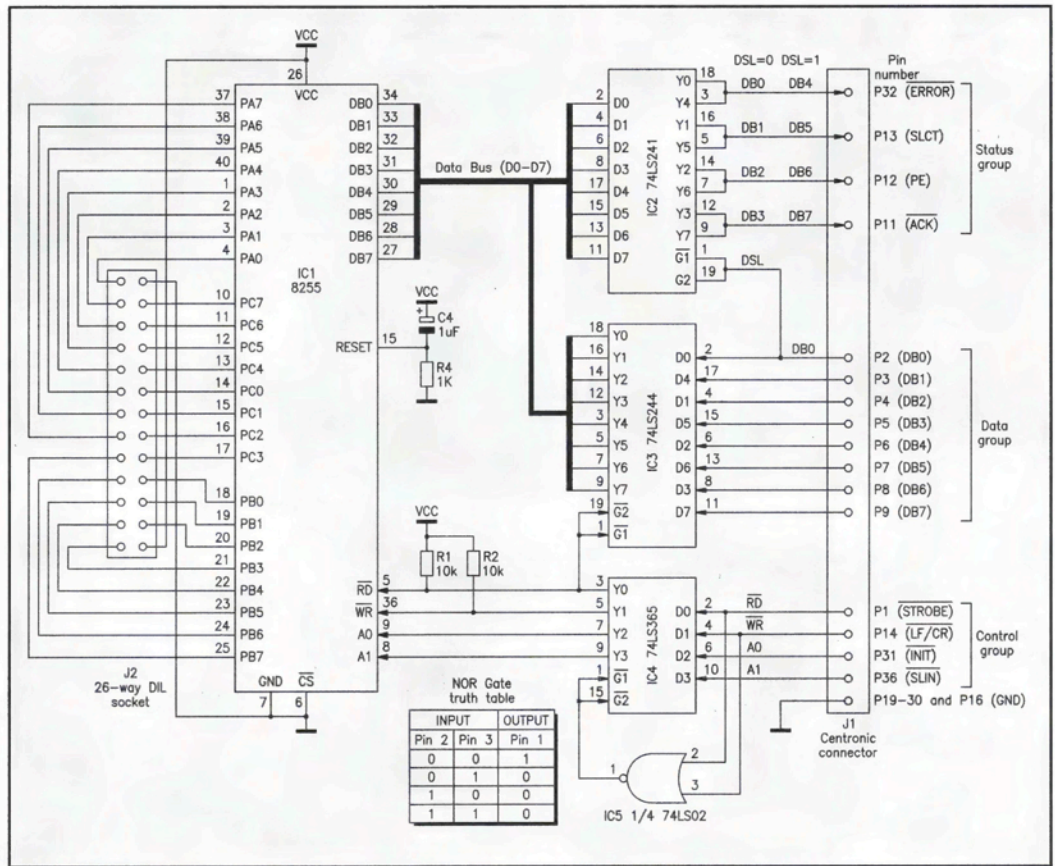 VCC
26
VCC
37 PA7
38 PA6
39 PA5
40 PA4
1 PA3
2 PA2
3 PA1
4 PA0
10 PC7
11 PC6
12 PC5
13 PC4
14 PC0
15 PC1
16 PC2
17 PC3
18 PB0
19 PB1
20 PB2
21 PB3
22 PB4
23 PB5
24 PB6
25 PB7
J2
26-way DIL
socket
IC1
8255
DB0 34
DB1 33
DB2 32
DB3 31
DB4 30
DB5 29
DB6 28
DB7 27
RESET 15
RD 5
WR 36
A0 9
A1 8
GND CS
7 6
Data Bus (D0-D7)
VCC
+ C4
1uF
R4
1K
VCC
R1
10k
R2
10k
2 D0
4 D1
6 D2
8 D3
17 D4
15 D5
13 D6
11 D7
IC2 74LS241
Y0 18
Y4 3
Y1 16
Y5 5
Y2 14
Y6 7
Y3 12
Y7 9
G1 1
G2 19
DSL
DSL=0 DSL=1
DB0 DB4
DB1 DB5
DB2 DB6
DB3 DB7
Pin
number
P32 (ERROR)
P13 (SLCT)
P12 (PE)
P11 (ACK)
Status
group
18 Y0
16 Y1
14 Y2
12 Y3
3 Y4
5 Y5
7 Y6
9 Y7
19 G2
1 G1
IC3 74LS244
D0 2
D4 17
D1 4
D5 15
D2 6
D6 13
D3 8
D7 11
DB0
P2 (DB0)
P3 (DB1)
P4 (DB2)
P5 (DB3)
P6 (DB4)
P7 (DB5)
P8 (DB6)
P9 (DB7)
Data
group
3 Y0
5 Y1
7 Y2
9 Y3
1 G1
15 G2
IC4 74LS365
D0 2
D1 4
D2 6
D3 10
RD
WR
A0
A1
P1 (STROBE)
P14 (LF/CR)
P31 (INIT)
P36 (SLIN)
Control
group
P19-30 and P16 (GND)
J1
Centronic
connector
1
2
3
IC5 1/4 74LS02
NOR Gate
truth table
INPUT OUTPUT
Pin 2 Pin 3 Pin 1
0 0 1
0 1 0
1 0 0
1 1 0